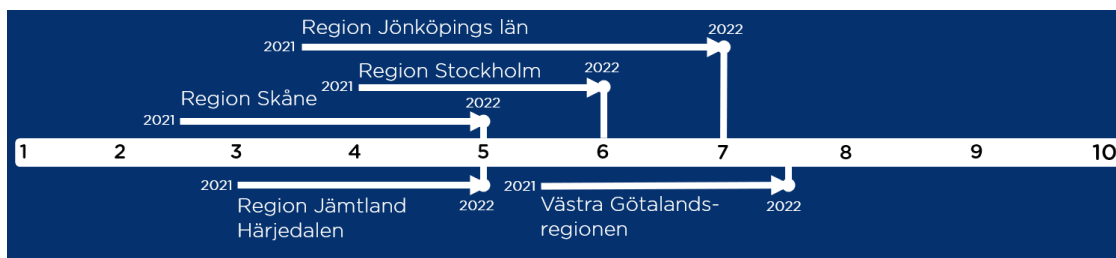 Region Jönköpings län
2022
2021
Region Stockholm
2022
2021
Region Skåne
2022
2021
1 2 3 4 5 6 7 8 9 10
2021
2022
Region Jämtland
Härjedalen
2021
2022
Västra Götalands-
regionen